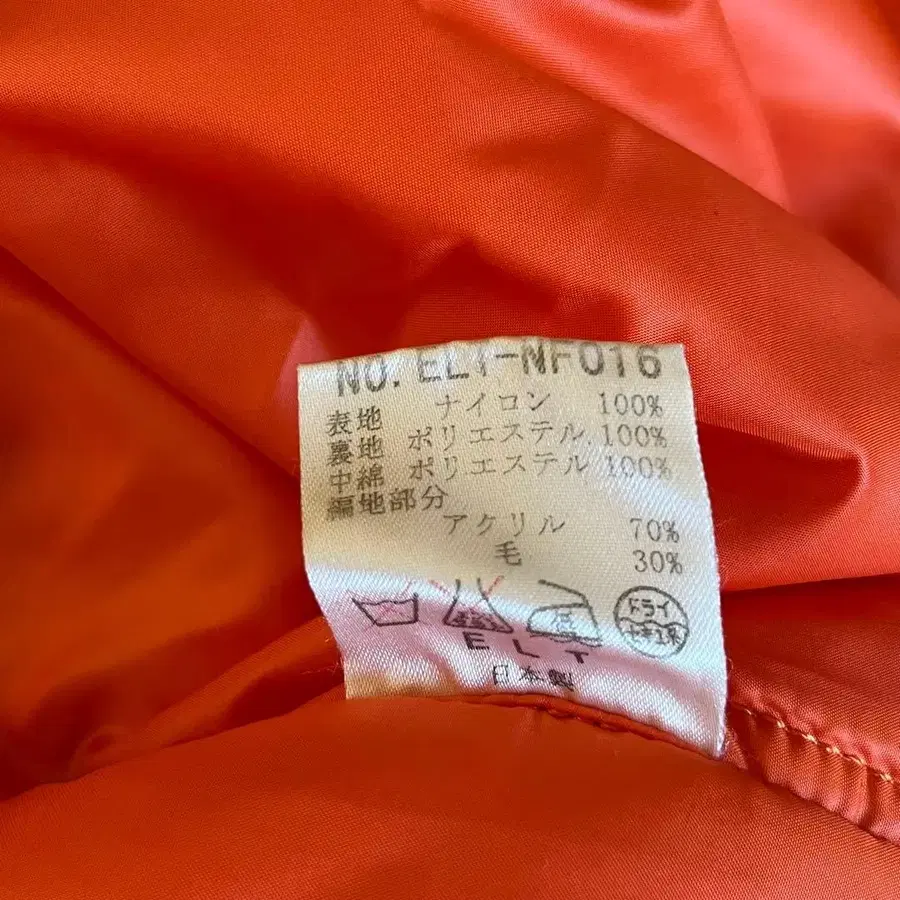 NO. ELT-NF016
表地 ナイロン 100%
裏地 ポリエステル 100%
中綿 ポリエステル 100%
編地部分
アクリル 70%
毛 30%
ドライ
E L T
日本製